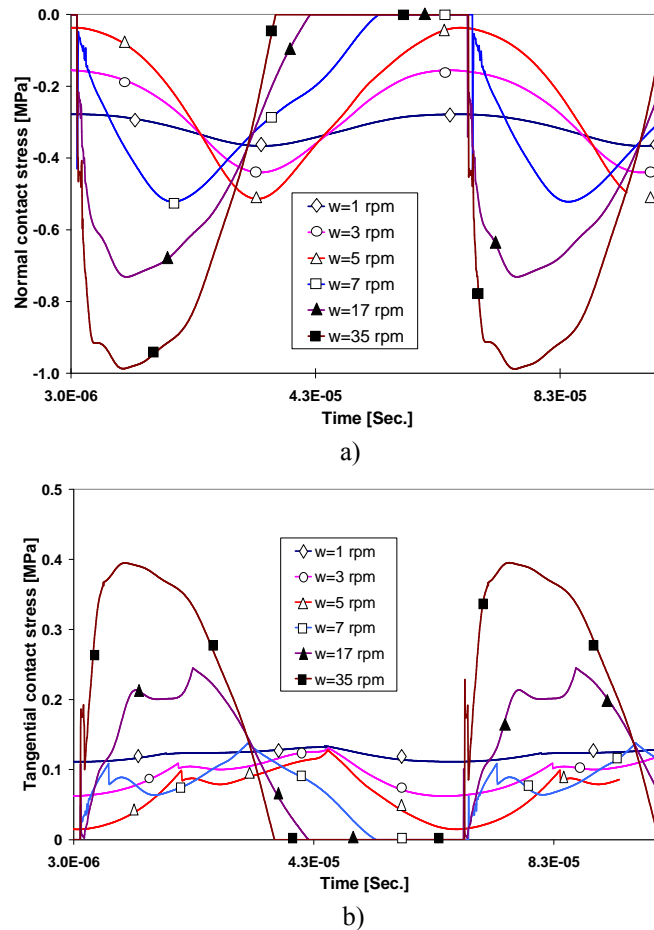 0.0
-0.2
-0.4
-0.6
-0.8
-1.0
Normal contact stress [MPa]
w=1 rpm
w=3 rpm
w=5 rpm
w=7 rpm
w=17 rpm
w=35 rpm
3.0E-06 4.3E-05 8.3E-05
Time [Sec.]
a)
0.5
0.4
0.3
0.2
0.1
0
Tangential contact stress [MPa]
w=1 rpm
w=3 rpm
w=5 rpm
w=7 rpm
w=17 rpm
w=35 rpm
3.0E-06 4.3E-05 8.3E-05
Time [Sec.]
b)